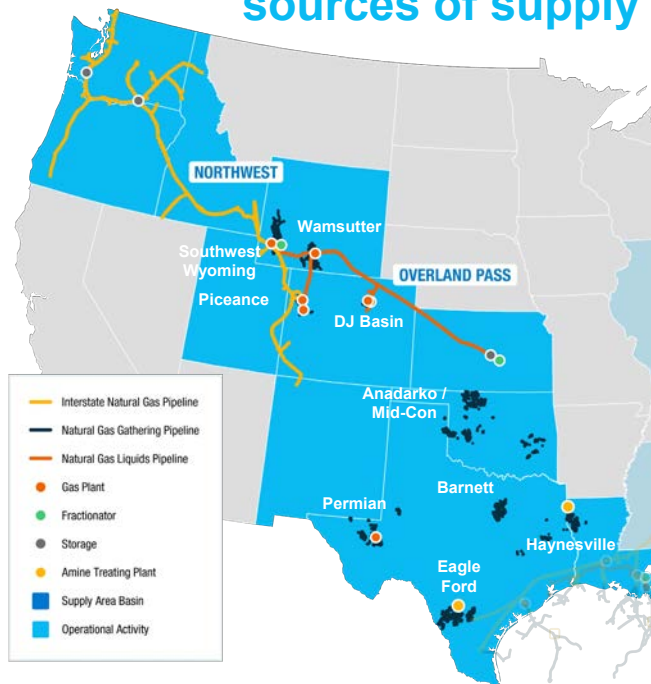 sources of supply
NORTHWEST
Wamsutter
Southwest
Wyoming
OVERLAND PASS
Piceance
DJ Basin
Anadarko /
Mid-Con
Barnett
Permian
Haynesville
Eagle
Ford
Interstate Natural Gas Pipeline
Natural Gas Gathering Pipeline
Natural Gas Liquids Pipeline
Gas Plant
Fractionator
Storage
Amine Treating Plant
Supply Area Basin
Operational Activity